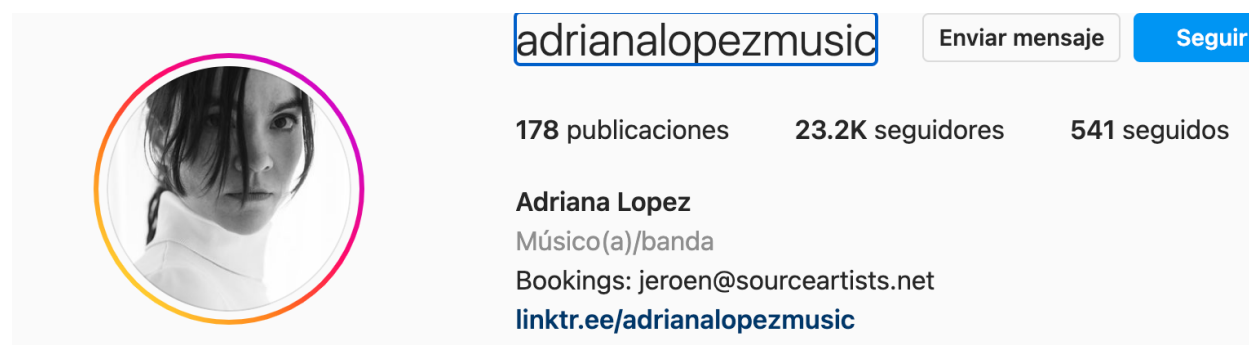 adrianalopezmusic Enviar mensaje Seguir
178 publicaciones 23.2K seguidores 541 seguidos
Adriana Lopez
Músico(a)/banda
Bookings: jeroen@sourceartists.net
linktr.ee/adrianalopezmusic